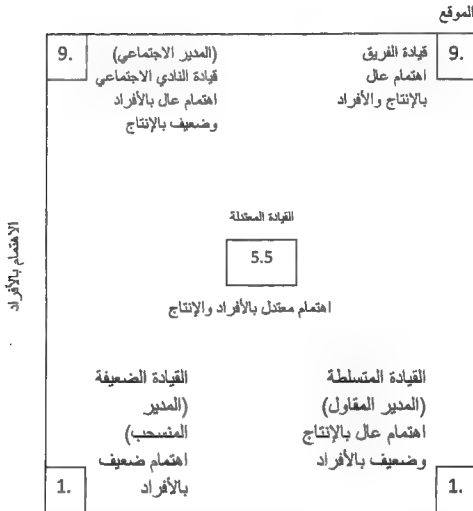 الموقع
9.
قيادة الفريق
اهتمام عال
بالإنتاج والأفراد
9.
(المدير الاجتماعي)
قيادة النادي الاجتماعي
اهتمام عال بالأفراد
وضعيف بالإنتاج
الاهتمام بالأفراد
القيادة المعتدلة
5.5
اهتمام معتدل بالأفراد والإنتاج
القيادة المتسلطة
(المدير المقاول)
اهتمام عال بالإنتاج
وضعيف بالأفراد
1.
القيادة الضعيفة
(المدير
المنسحب)
اهتمام ضعيف
بالأفراد
1.